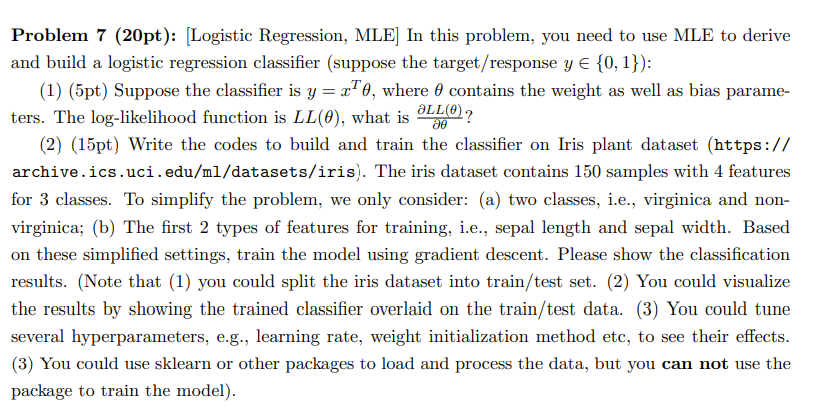 Problem 7 (20pt): [Logistic Regression, MLE] In this problem, you need to use MLE to derive
and build a logistic regression classifier (suppose the target/response y ∈ {0, 1}):
(1) (5pt) Suppose the classifier is y = x^T θ, where θ contains the weight as well as bias parame-
ters. The log-likelihood function is LL(θ), what is ∂LL(θ)/∂θ?
(2) (15pt) Write the codes to build and train the classifier on Iris plant dataset (https://
archive.ics.uci.edu/ml/datasets/iris). The iris dataset contains 150 samples with 4 features
for 3 classes. To simplify the problem, we only consider: (a) two classes, i.e., virginica and non-
virginica; (b) The first 2 types of features for training, i.e., sepal length and sepal width. Based
on these simplified settings, train the model using gradient descent. Please show the classification
results. (Note that (1) you could split the iris dataset into train/test set. (2) You could visualize
the results by showing the trained classifier overlaid on the train/test data. (3) You could tune
several hyperparameters, e.g., learning rate, weight initialization method etc, to see their effects.
(3) You could use sklearn or other packages to load and process the data, but you can not use the
package to train the model).